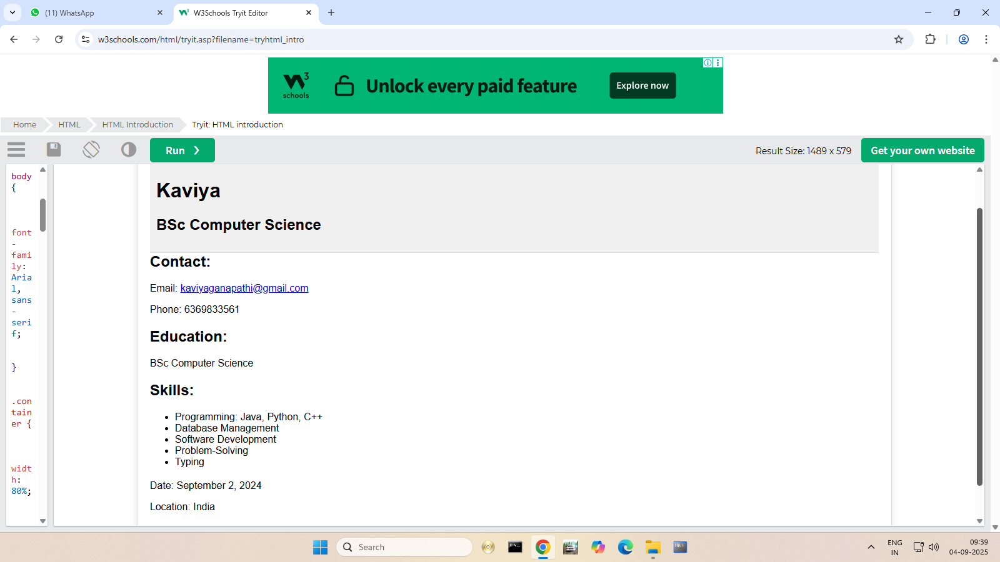 (11) WhatsApp
W3Schools Tryit Editor
w3schools.com/html/tryit.asp?filename=tryhtml_intro
W3
schools
Unlock every paid feature
Explore now
Home
HTML
HTML Introduction
Tryit: HTML introduction
Run ❯
Result Size: 1489 x 579
Get your own website
body
{
font
-
fami
ly:
Aria
l,
sans
-
seri
f;
}
.con
tain
er {
widt
h:
80%;
Kaviya
BSc Computer Science
Contact:
Email: kaviyaganapathi@gmail.com
Phone: 6369833561
Education:
BSc Computer Science
Skills:
• Programming: Java, Python, C++
• Database Management
• Software Development
• Problem-Solving
• Typing
Date: September 2, 2024
Location: India
Search
ENG
IN
09:39
04-09-2025